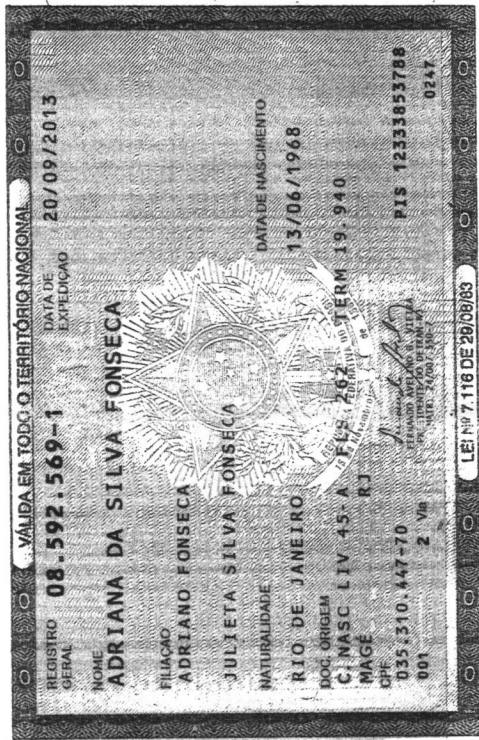 VÁLIDA EM TODO O TERRITÓRIO NACIONAL
REGISTRO GERAL 08.592.569-1 DATA DE EXPEDIÇÃO 20/09/2013
NOME
ADRIANA DA SILVA FONSECA
FILIAÇÃO
ADRIANO FONSECA
JULIETA SILVA FONSECA
NATURALIDADE DATA DE NASCIMENTO
RIO DE JANEIRO 13/06/1968
DOC. ORIGEM
C.NASC LIV 45-A FLS 262 TERM 19.940
MAGÉ RJ
CPF
035.310.447-70 PIS 12333853788
001 2 Via 0247
LEI Nº 7.116 DE 29/08/83